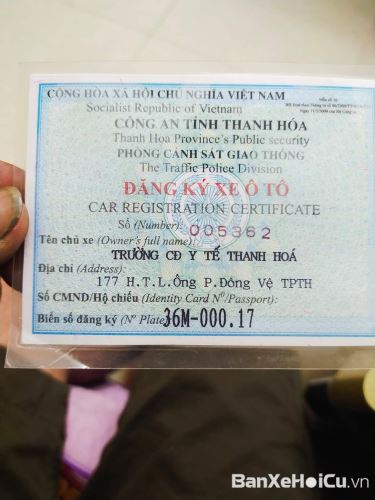 CỘNG HÒA XÃ HỘI CHỦ NGHĨA VIỆT NAM
Socialist Republic of Vietnam
CÔNG AN TỈNH THANH HÓA
Thanh Hoa Province's Public security
PHÒNG CẢNH SÁT GIAO THÔNG
The Traffic Police Division
ĐĂNG KÝ XE Ô TÔ
CAR REGISTRATION CERTIFICATE
Số (Number): 005362
Tên chủ xe (Owner's full name):
TRƯỜNG CĐ Y TẾ THANH HOÁ
Địa chỉ (Address):
177 H.T.L.Ông P.Đông Vệ TPTH
Số CMND/Hộ chiếu (Identity Card Nº/Passport):
Biển số đăng ký (Nº Plate) 36M-000.17
BanXeHoiCu.vn